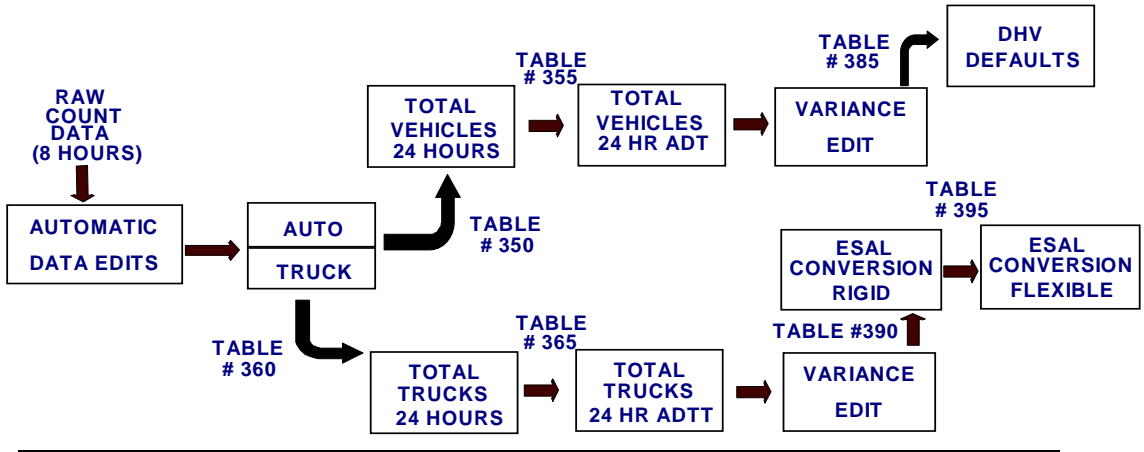 RAW
COUNT
DATA
(8 HOURS)
AUTOMATIC
DATA EDITS
AUTO
TRUCK
TABLE
# 350
TOTAL
VEHICLES
24 HOURS
TABLE
# 355
TOTAL
VEHICLES
24 HR ADT
VARIANCE
EDIT
TABLE
# 385
DHV
DEFAULTS
TABLE
# 360
TOTAL
TRUCKS
24 HOURS
TABLE
# 365
TOTAL
TRUCKS
24 HR ADTT
VARIANCE
EDIT
TABLE #390
ESAL
CONVERSION
RIGID
TABLE
# 395
ESAL
CONVERSION
FLEXIBLE